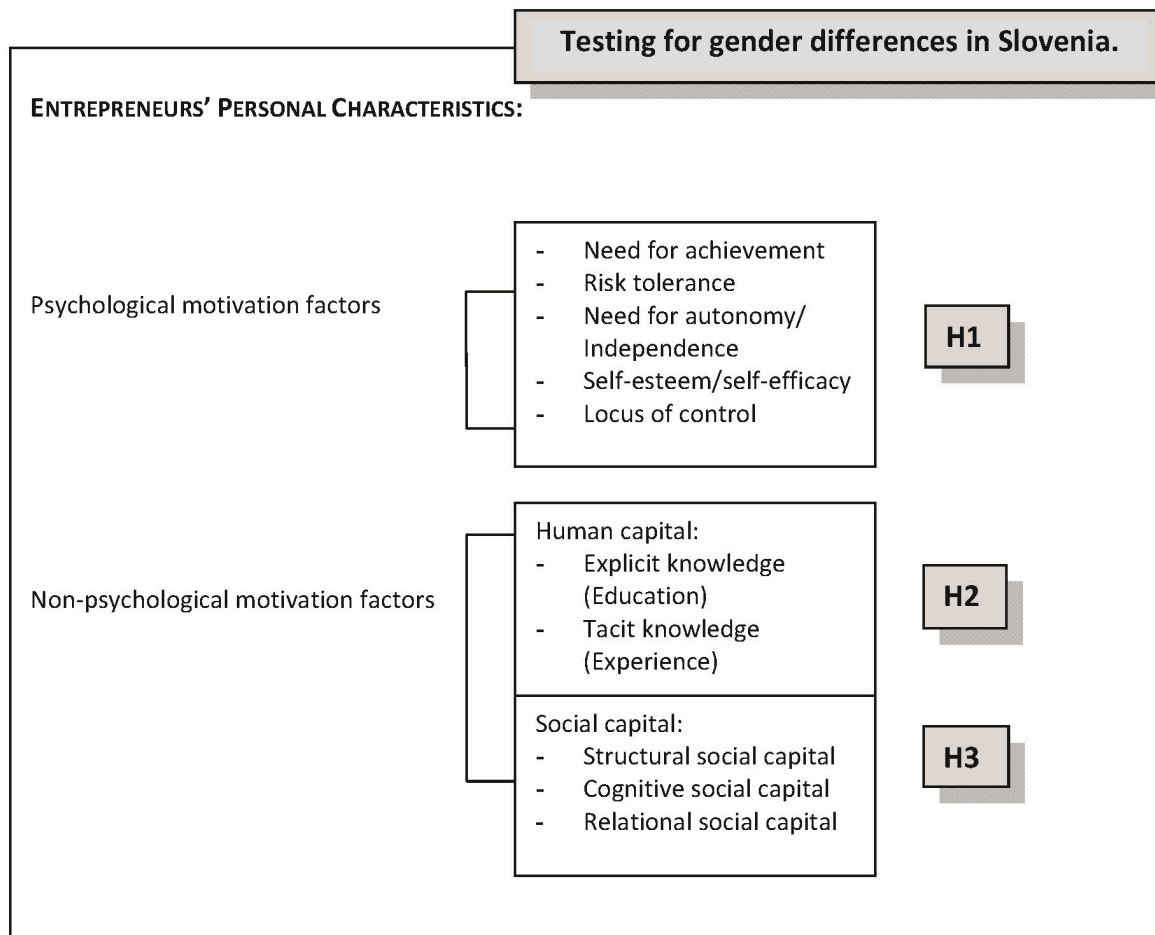 Testing for gender differences in Slovenia.
ENTREPRENEURS' PERSONAL CHARACTERISTICS:
Psychological motivation factors
- Need for achievement
- Risk tolerance
- Need for autonomy/
Independence
- Self-esteem/self-efficacy
- Locus of control
H1
Non-psychological motivation factors
Human capital:
- Explicit knowledge
(Education)
- Tacit knowledge
(Experience)
H2
Social capital:
- Structural social capital
- Cognitive social capital
- Relational social capital
H3